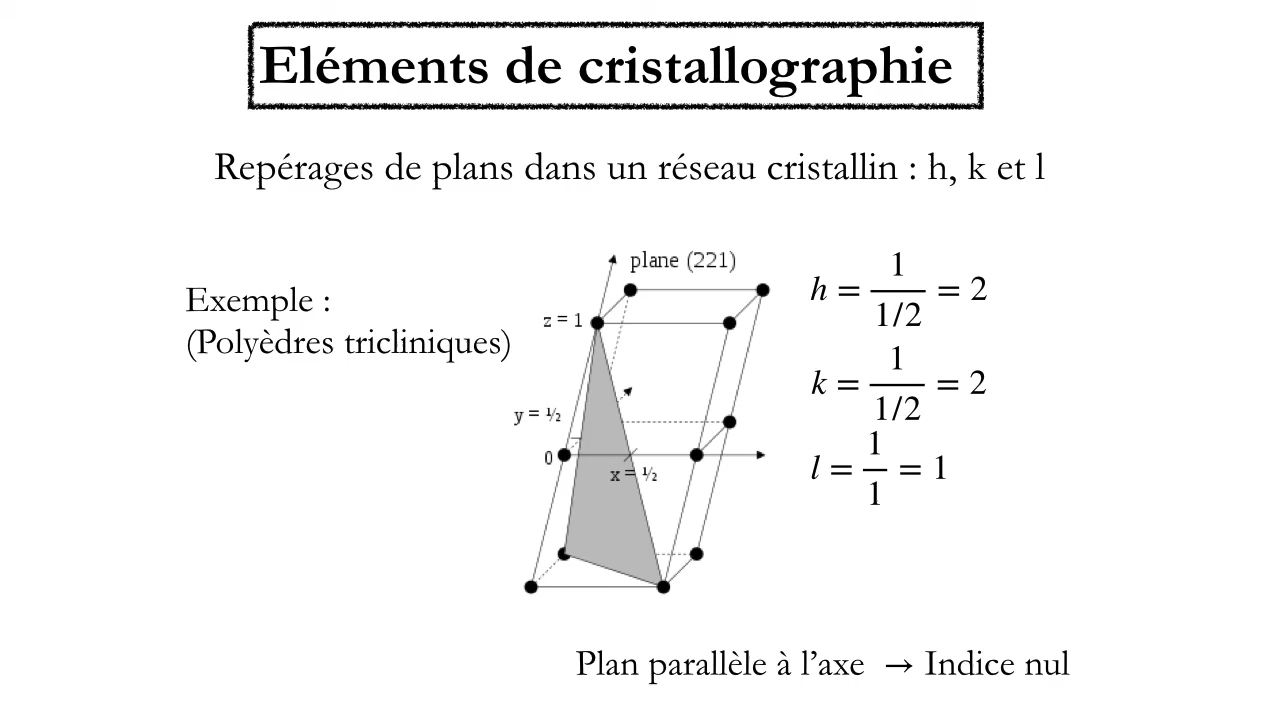 Eléments de cristallographie
Repérages de plans dans un réseau cristallin : h, k et l
Exemple :
(Polyèdres tricliniques)
plane (221)
z = 1
y = ½
0
x = ½
h = 1/(1/2) = 2
k = 1/(1/2) = 2
l = 1/1 = 1
Plan parallèle à l’axe → Indice nul